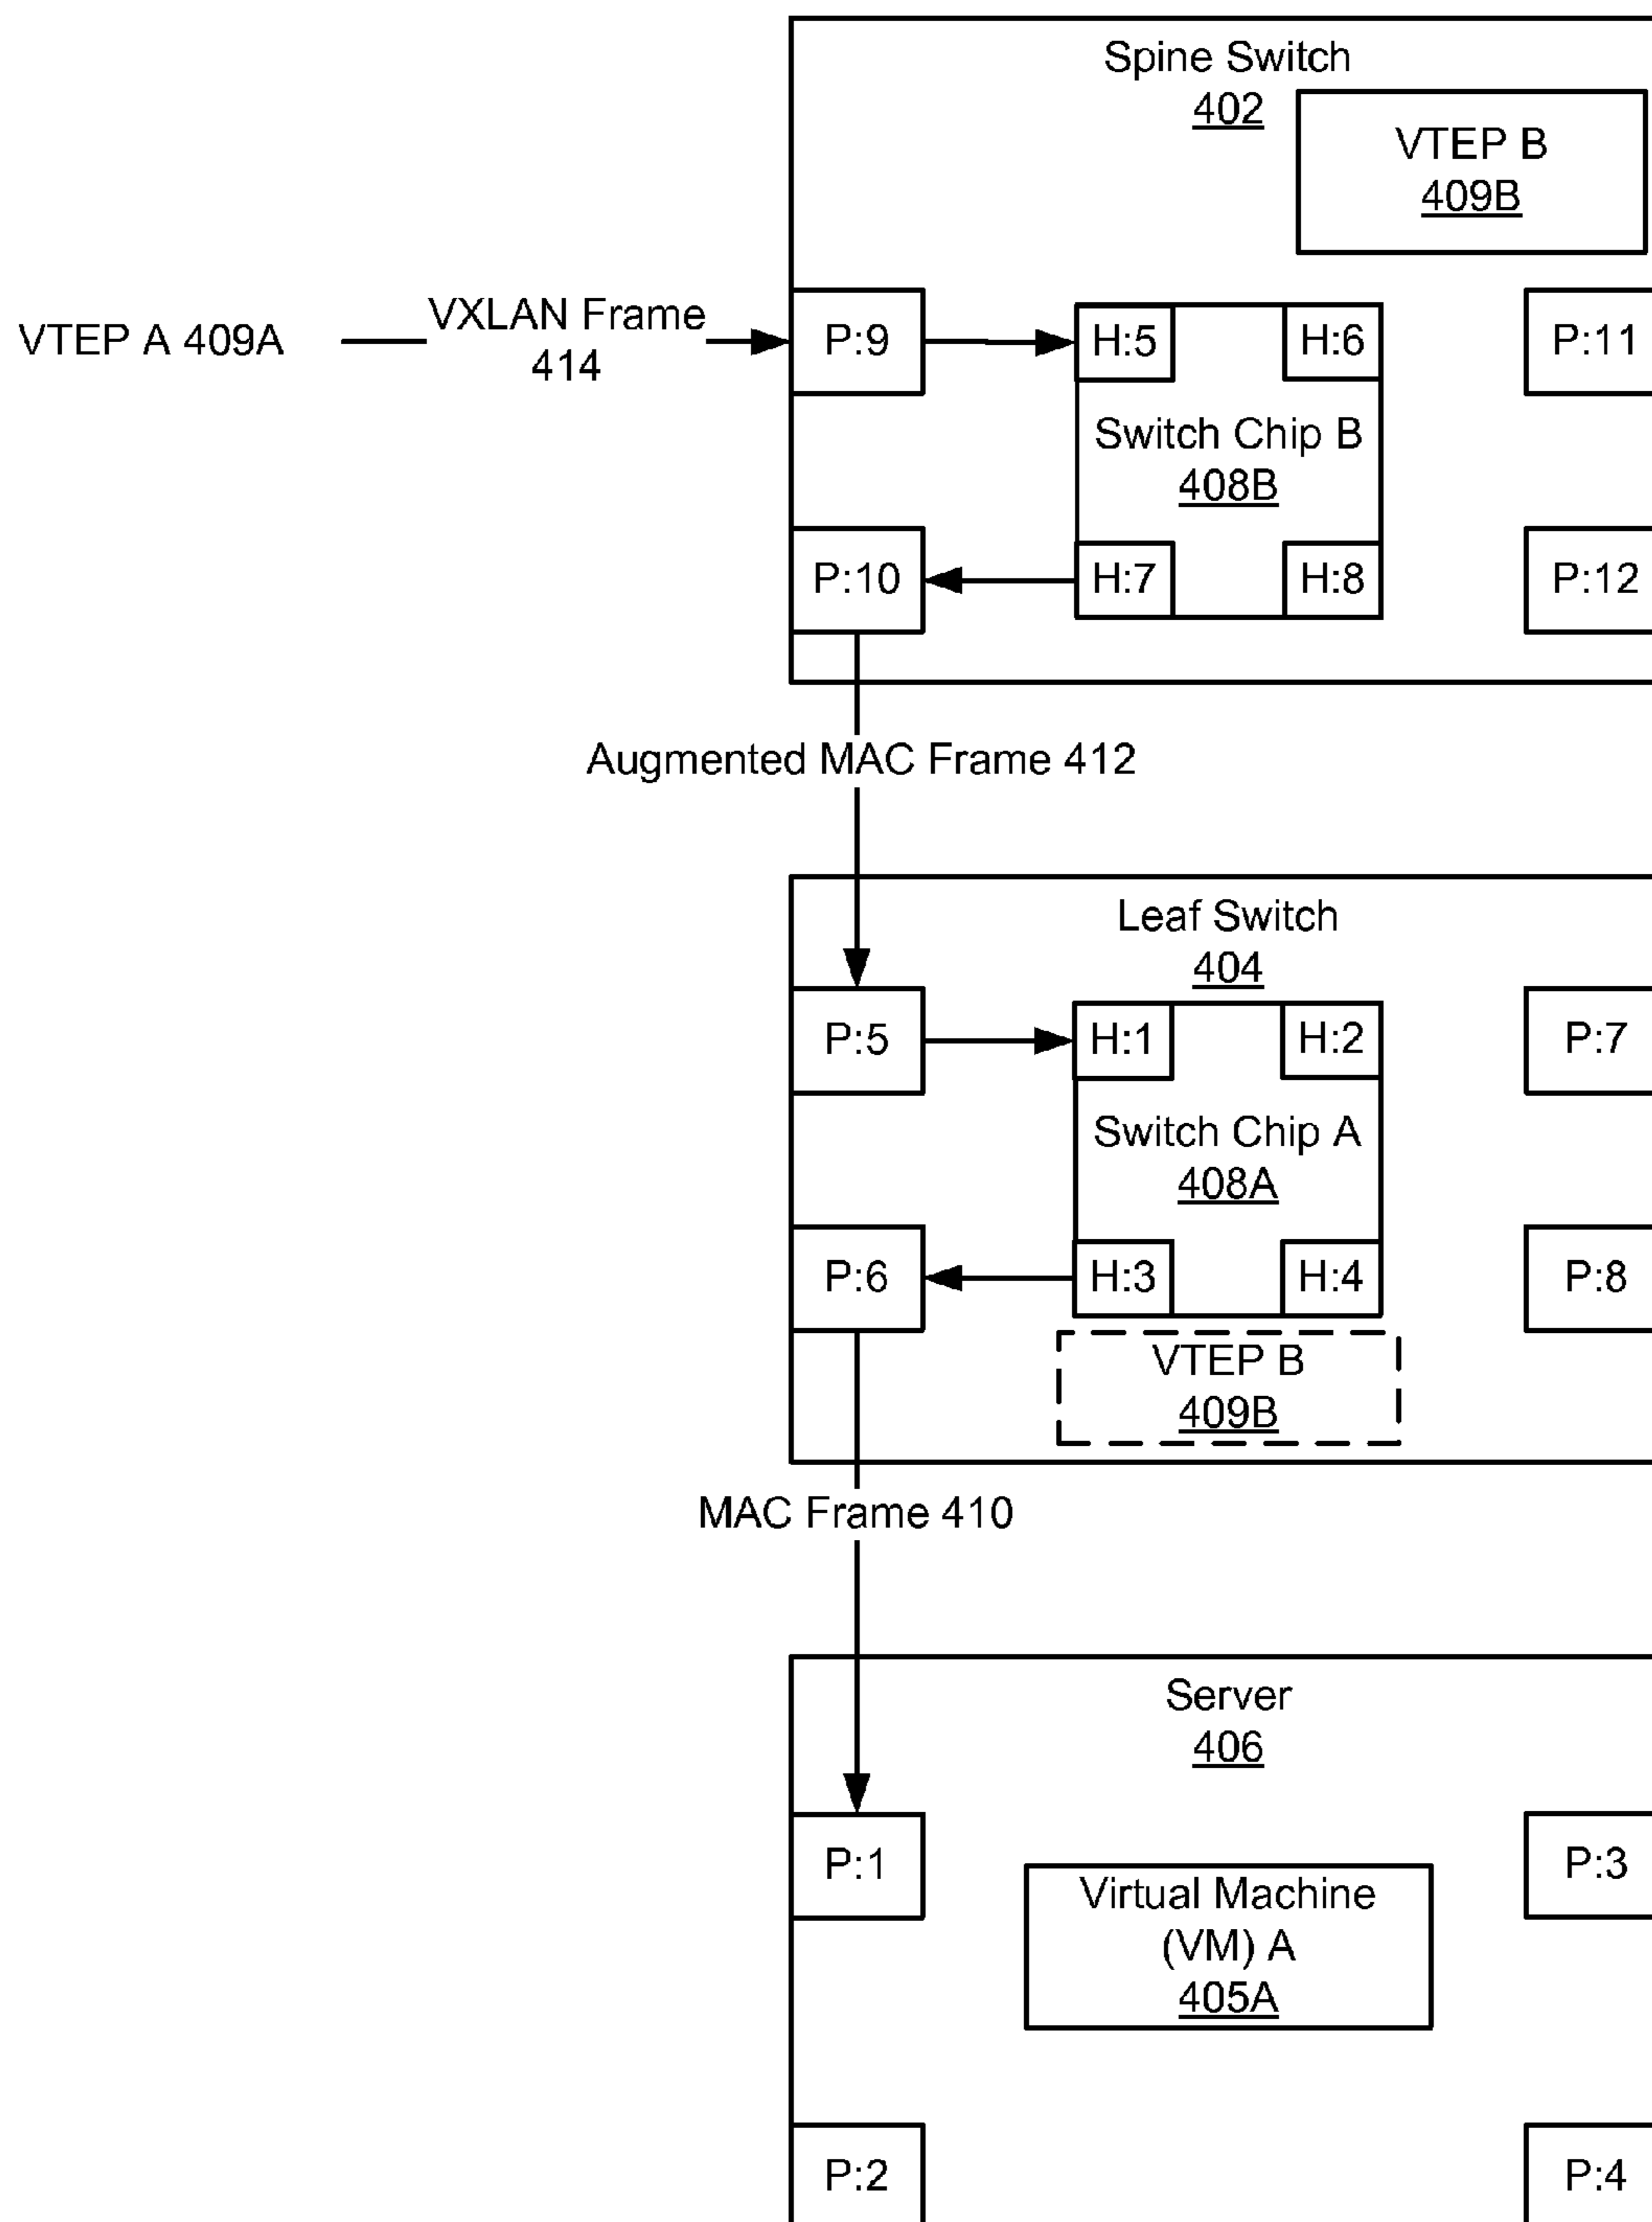 Spine Switch
402
VTEP B
409B
VTEP A 409A
VXLAN Frame
414
P:9
H:5
H:6
P:11
Switch Chip B
408B
P:10
H:7
H:8
P:12
Augmented MAC Frame 412
Leaf Switch
404
P:5
H:1
H:2
P:7
Switch Chip A
408A
P:6
H:3
H:4
P:8
VTEP B
409B
MAC Frame 410
Server
406
P:1
P:3
Virtual Machine
(VM) A
405A
P:2
P:4